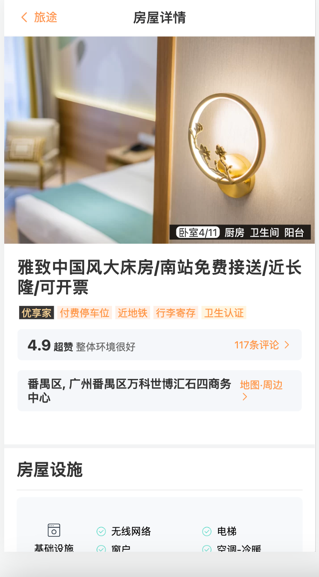 旅途
房屋详情
卧室4/11 厨房 卫生间 阳台
雅致中国风大床房/南站免费接送/近长
隆/可开票
优享家 付费停车位 近地铁 行李寄存 卫生认证
4.9 超赞 整体环境很好 117条评论
番禺区, 广州番禺区万科世博汇石四商务 地图·周边
中心
房屋设施
基础设施 无线网络 电梯
窗户 空调-冷暖